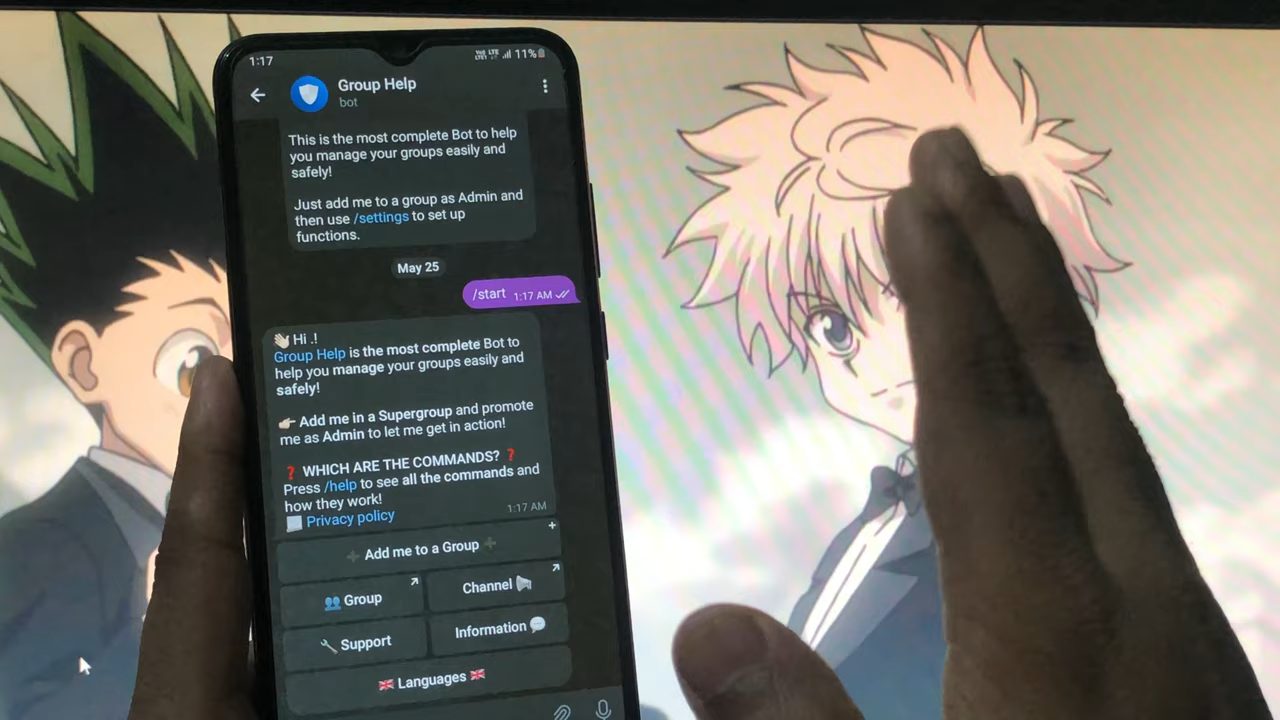 1:17
VoD LTE
LTE1
11%
Group Help
bot
This is the most complete Bot to help
you manage your groups easily and
safely!
Just add me to a group as Admin and
then use /settings to set up
functions.
May 25
/start 1:17 AM
👋🏻 Hi .!
Group Help is the most complete Bot to
help you manage your groups easily and
safely!
👉🏻 Add me in a Supergroup and promote
me as Admin to let me get in action!
❓ WHICH ARE THE COMMANDS? ❓
Press /help to see all the commands and
how they work!
📃 Privacy policy 1:17 AM
➕ Add me to a Group ➕
👥 Group
Channel 📢
🔧 Support
Information 💬
🇬🇧 Languages 🇬🇧